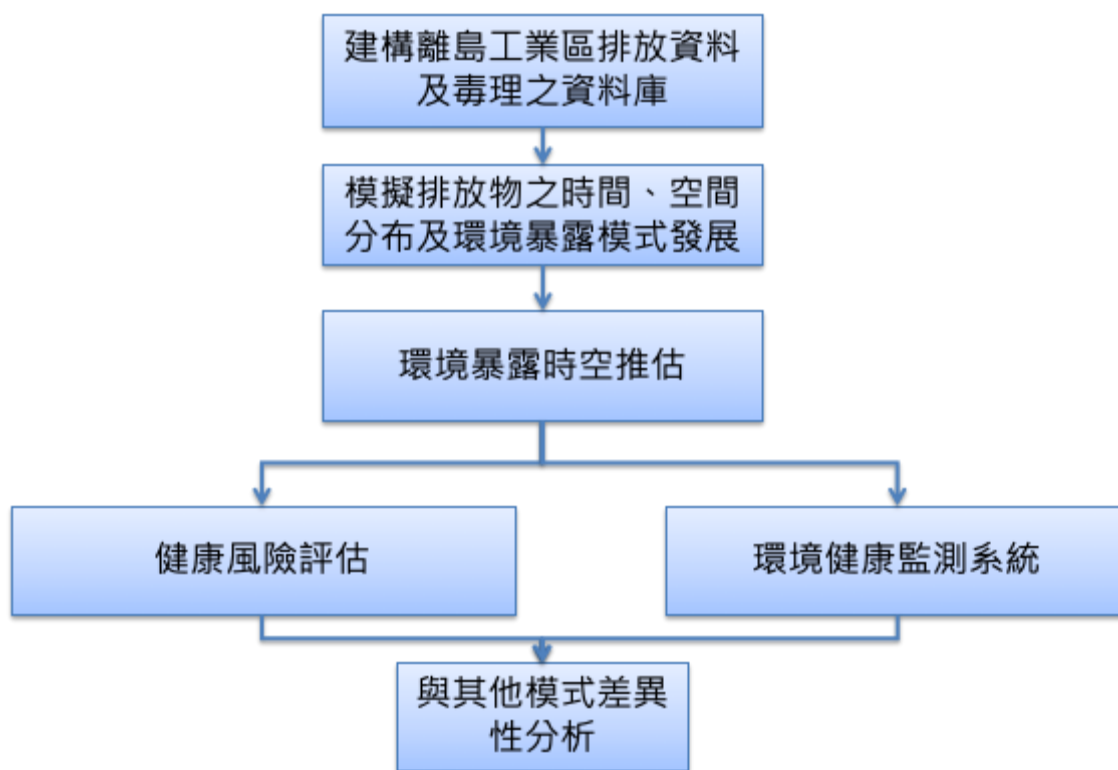 建構離島工業區排放資料
及毒理之資料庫
模擬排放物之時間、空間
分布及環境暴露模式發展
環境暴露時空推估
健康風險評估
環境健康監測系統
與其他模式差異
性分析